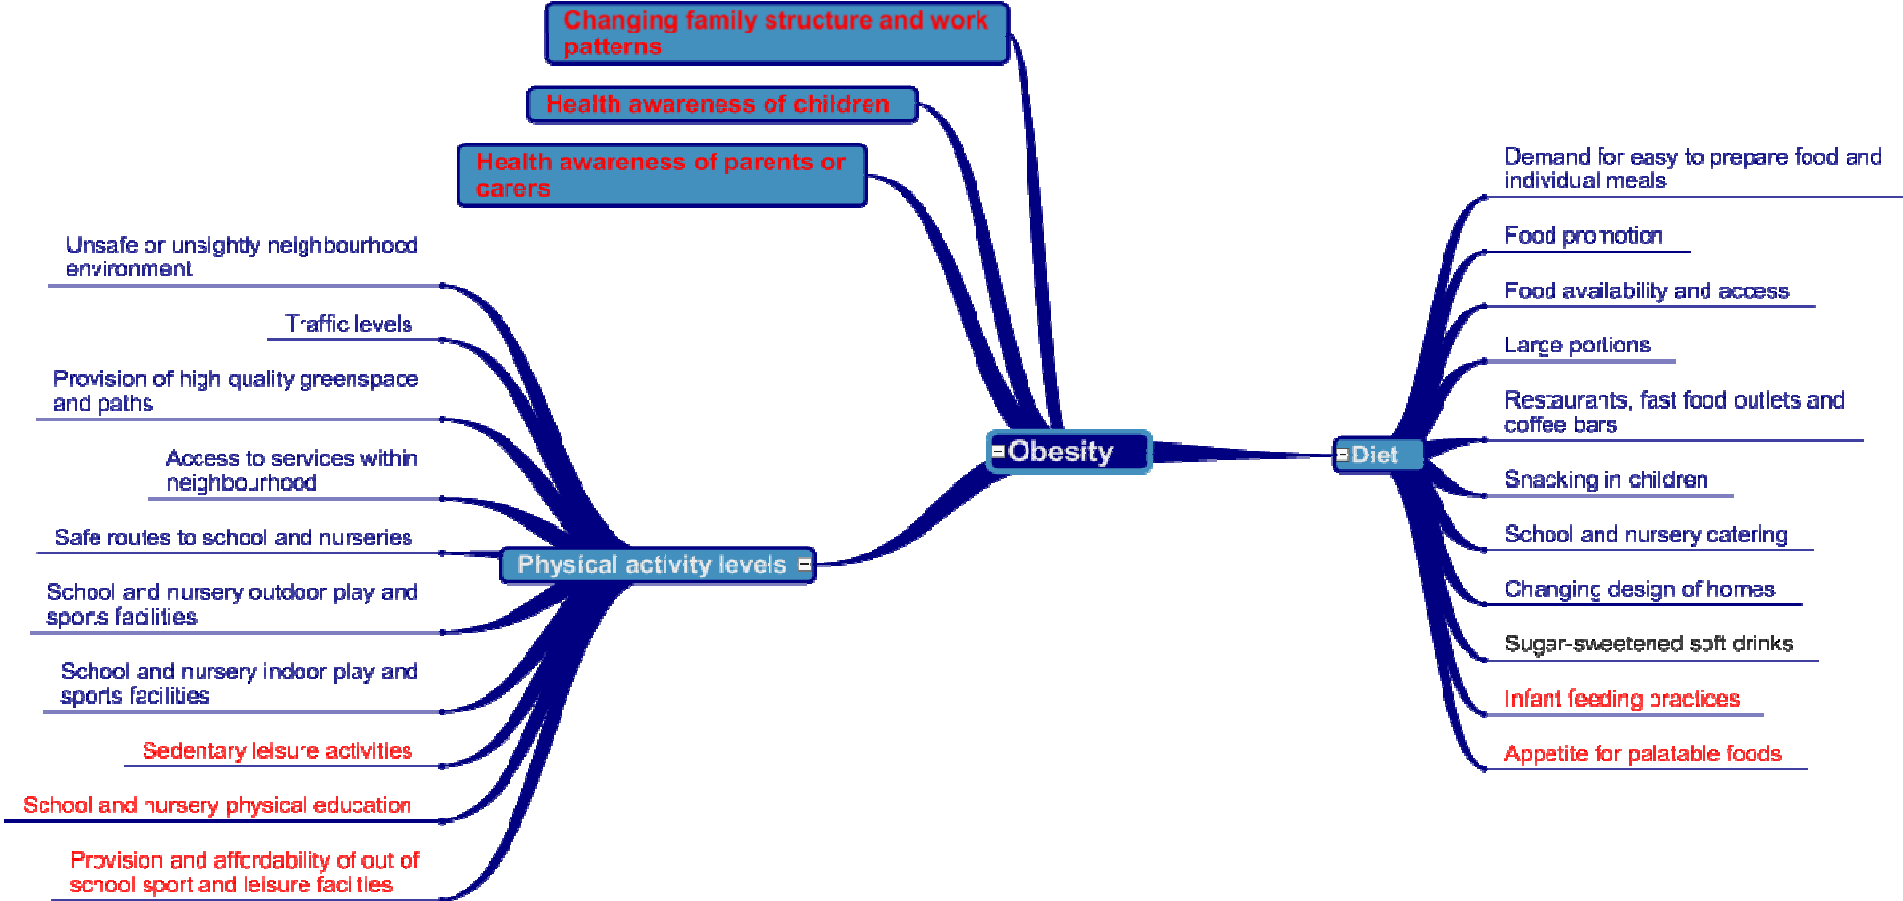 Changing family structure and work
patterns
Health awareness of children
Health awareness of parents or
carers
Unsafe or unsightly neighbourhood
environment
Traffic levels
Provision of high quality greenspace
and paths
Access to services within
neighbourhood
Safe routes to school and nurseries
School and nursery outdoor play and
sports facilities
School and nursery indoor play and
sports facilities
Sedentary leisure activities
School and nursery physical education
Provision and affordability of out of
school sport and leisure facilities
Physical activity levels
Obesity
Diet
Demand for easy to prepare food and
individual meals
Food promotion
Food availability and access
Large portions
Restaurants, fast food outlets and
coffee bars
Snacking in children
School and nursery catering
Changing design of homes
Sugar-sweetened soft drinks
Infant feeding practices
Appetite for palatable foods